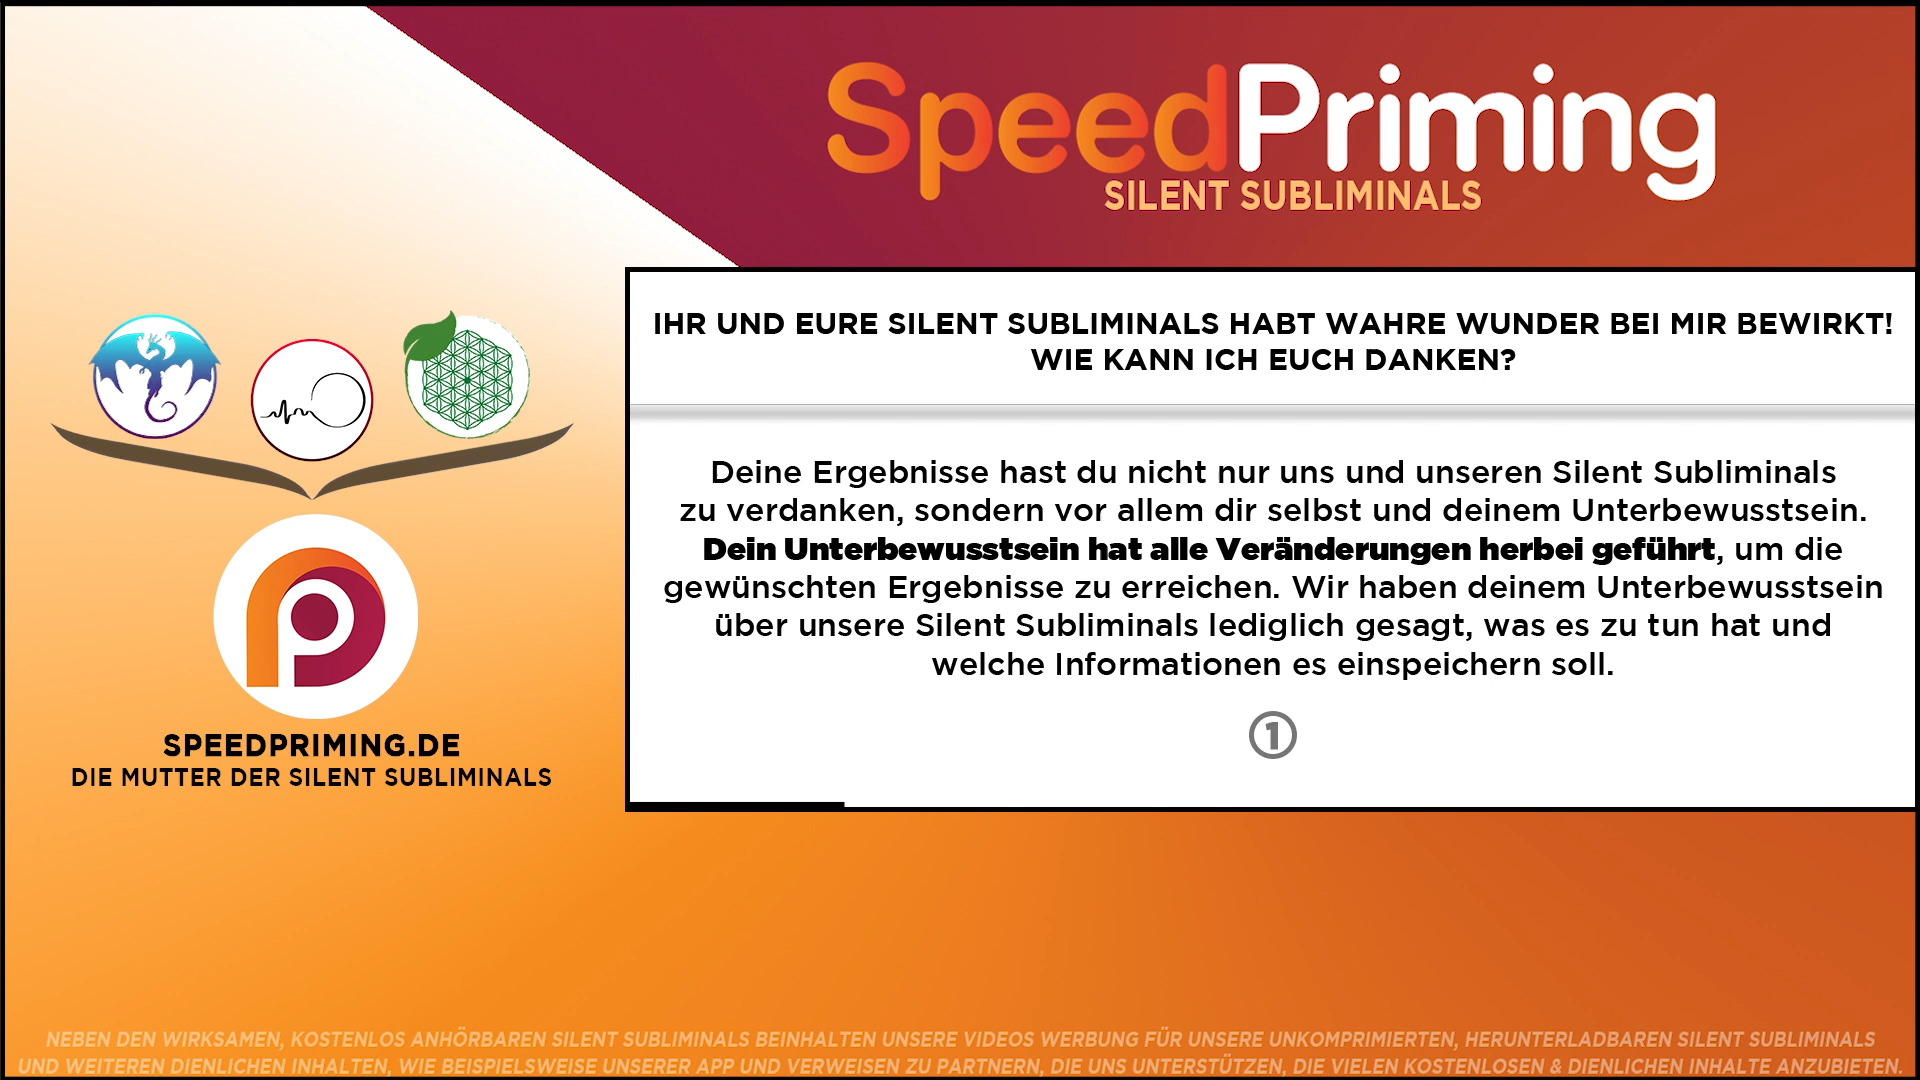 SpeedPriming
SILENT SUBLIMINALS
IHR UND EURE SILENT SUBLIMINALS HABT WAHRE WUNDER BEI MIR BEWIRKT!
WIE KANN ICH EUCH DANKEN?
Deine Ergebnisse hast du nicht nur uns und unseren Silent Subliminals
zu verdanken, sondern vor allem dir selbst und deinem Unterbewusstsein.
Dein Unterbewusstsein hat alle Veränderungen herbei geführt, um die
gewünschten Ergebnisse zu erreichen. Wir haben deinem Unterbewusstsein
über unsere Silent Subliminals lediglich gesagt, was es zu tun hat und
welche Informationen es einspeichern soll.
①
SPEEDPRIMING.DE
DIE MUTTER DER SILENT SUBLIMINALS
NEBEN DEN WIRKSAMEN, KOSTENLOS ANHÖRBAREN SILENT SUBLIMINALS BEINHALTEN UNSERE VIDEOS WERBUNG FÜR UNSERE UNKOMPRIMIERTEN, HERUNTERLADBAREN SILENT SUBLIMINALS
UND WEITEREN DIENLICHEN INHALTEN, WIE BEISPIELSWEISE UNSERER APP UND VERWEISEN ZU PARTNERN, DIE UNS UNTERSTÜTZEN, DIE VIELEN KOSTENLOSEN & DIENLICHEN INHALTE ANZUBIETEN.